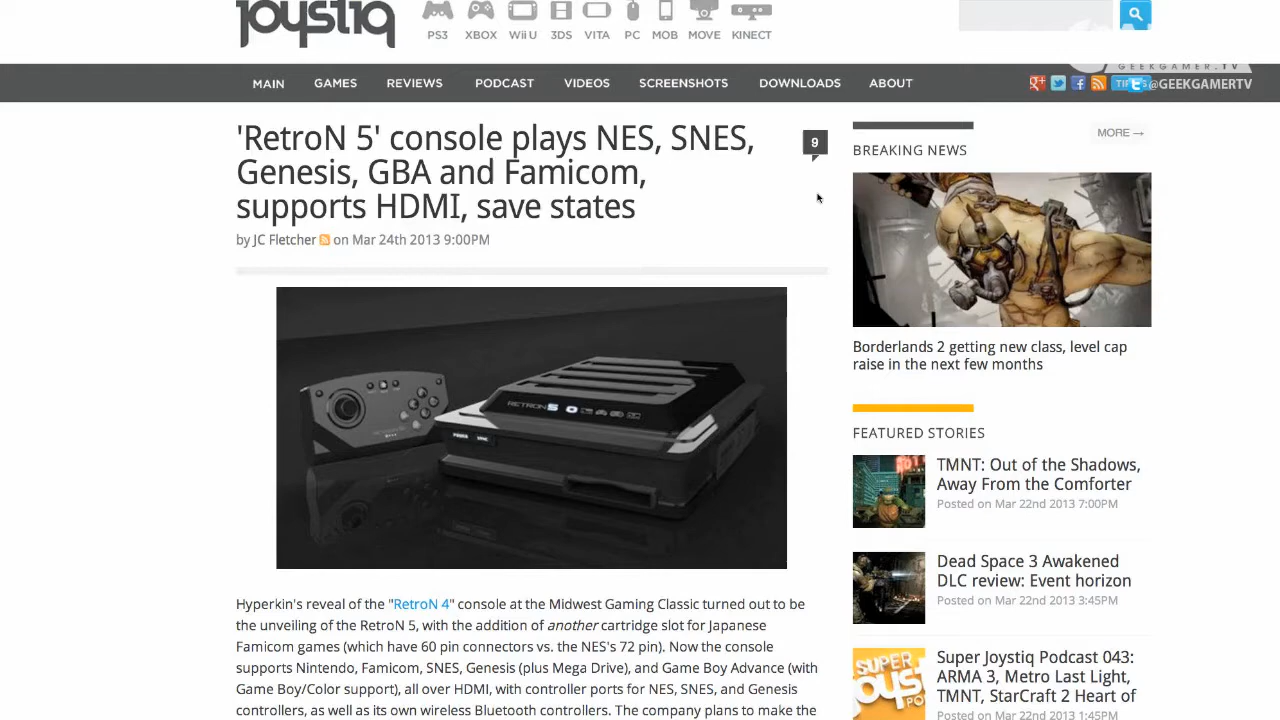 joystiq
PS3 XBOX Wii U 3DS VITA PC MOB MOVE KINECT
GEEKGAMER.TV
MAIN GAMES REVIEWS PODCAST VIDEOS SCREENSHOTS DOWNLOADS ABOUT
@GEEKGAMERTV
'RetroN 5' console plays NES, SNES,
Genesis, GBA and Famicom,
supports HDMI, save states
9
by JC Fletcher on Mar 24th 2013 9:00PM
RETRON 5
POWER
Hyperkin's reveal of the "RetroN 4" console at the Midwest Gaming Classic turned out to be
the unveiling of the RetroN 5, with the addition of another cartridge slot for Japanese
Famicom games (which have 60 pin connectors vs. the NES's 72 pin). Now the console
supports Nintendo, Famicom, SNES, Genesis (plus Mega Drive), and Game Boy Advance (with
Game Boy/Color support), all over HDMI, with controller ports for NES, SNES, and Genesis
controllers, as well as its own wireless Bluetooth controllers. The company plans to make the
MORE →
BREAKING NEWS
Borderlands 2 getting new class, level cap
raise in the next few months
FEATURED STORIES
TMNT: Out of the Shadows,
Away From the Comforter
Posted on Mar 22nd 2013 7:00PM
Dead Space 3 Awakened
DLC review: Event horizon
Posted on Mar 22nd 2013 3:45PM
SUPER
Super Joystiq Podcast 043:
ARMA 3, Metro Last Light,
TMNT, StarCraft 2 Heart of
Posted on Mar 22nd 2013 1:45PM